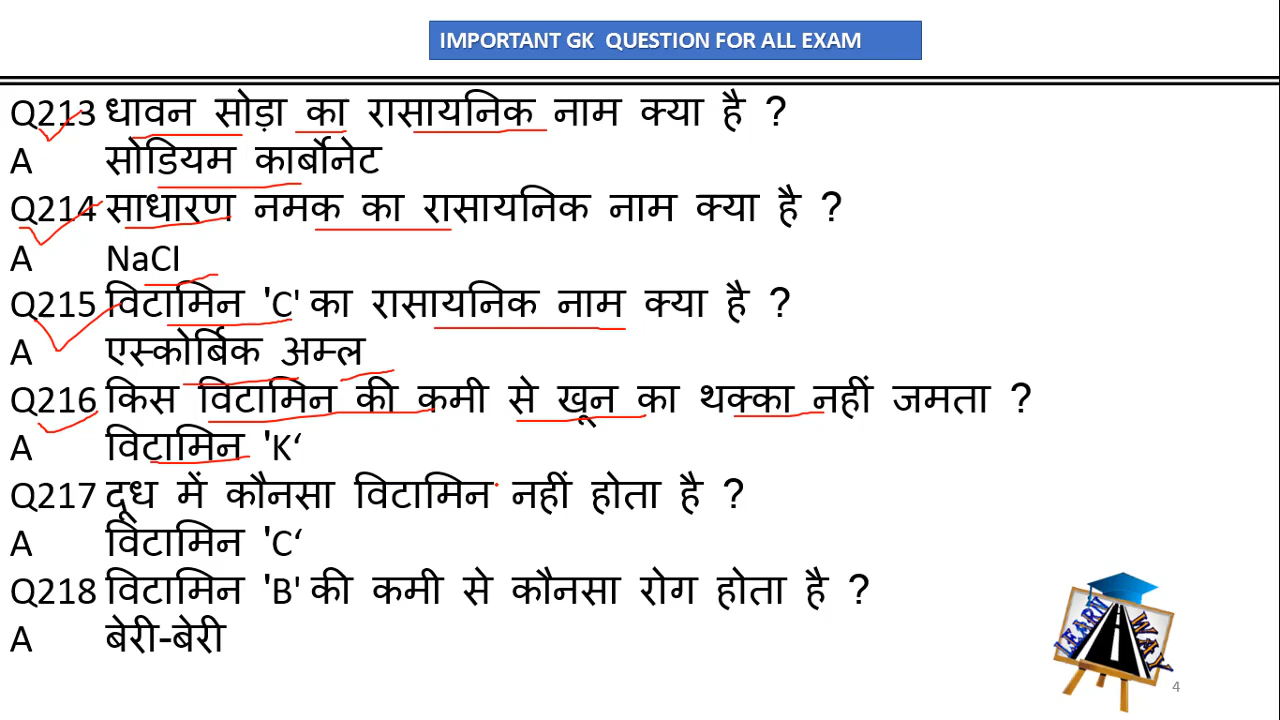 IMPORTANT GK QUESTION FOR ALL EXAM
Q213 धावन सोड़ा का रासायनिक नाम क्या है ?
A सोडियम कार्बोनेट
Q214 साधारण नमक का रासायनिक नाम क्या है ?
A NaCl
Q215 विटामिन 'C' का रासायनिक नाम क्या है ?
A एस्कोर्बिक अम्ल
Q216 किस विटामिन की कमी से खून का थक्का नहीं जमता ?
A विटामिन 'K‘
Q217 दूध में कौनसा विटामिन नहीं होता है ?
A विटामिन 'C‘
Q218 विटामिन 'B' की कमी से कौनसा रोग होता है ?
A बेरी-बेरी
LEARN WAY
4